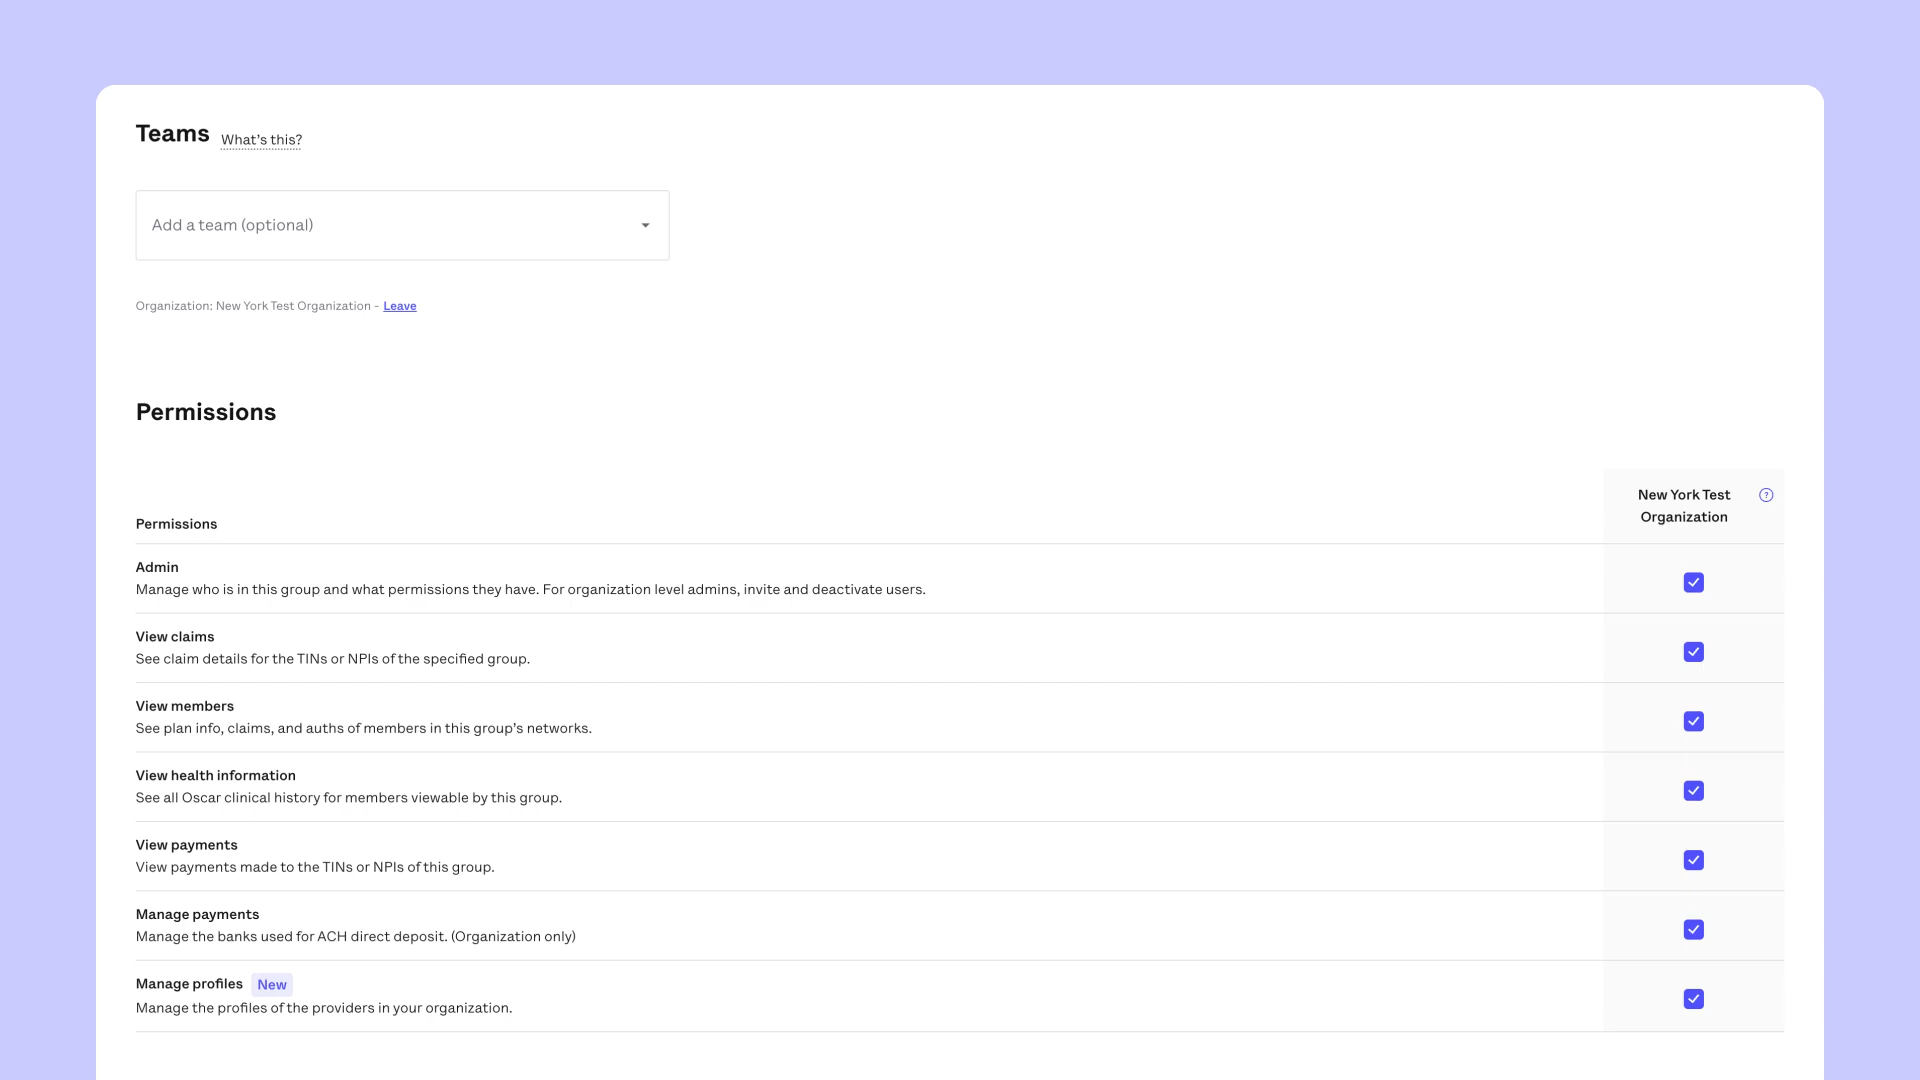 Teams What's this?
Add a team (optional)
Organization: New York Test Organization - Leave
Permissions
New York Test
Organization
?
Permissions
Admin
Manage who is in this group and what permissions they have. For organization level admins, invite and deactivate users.
View claims
See claim details for the TINs or NPIs of the specified group.
View members
See plan info, claims, and auths of members in this group's networks.
View health information
See all Oscar clinical history for members viewable by this group.
View payments
View payments made to the TINs or NPIs of this group.
Manage payments
Manage the banks used for ACH direct deposit. (Organization only)
Manage profiles New
Manage the profiles of the providers in your organization.